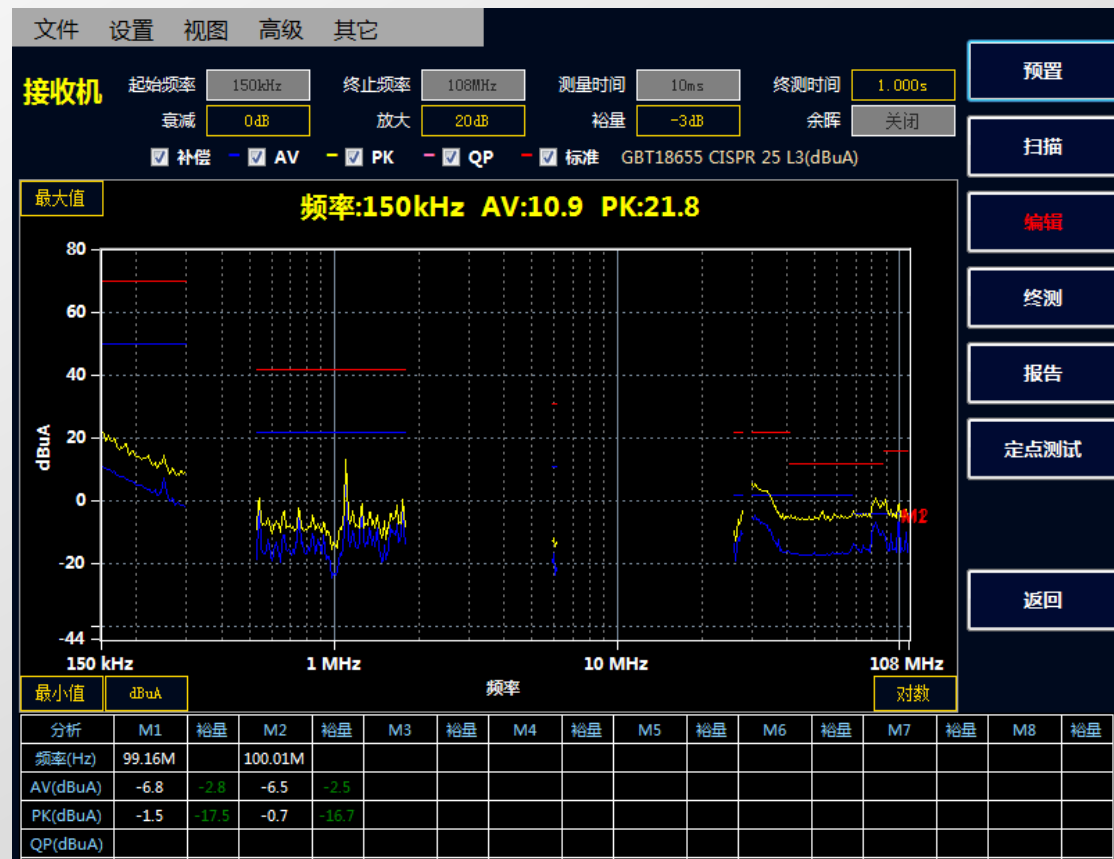 文件 设置 视图 高级 其它
接收机 起始频率 150kHz 终止频率 108MHz 测量时间 10ms 终测时间 1.000s
衰减 0dB 放大 20dB 裕量 -3dB 余晖 关闭
补偿 AV PK QP 标准 GBT18655 CISPR 25 L3(dBuA)
最大值
频率:150kHz AV:10.9 PK:21.8
80
60
40
20
0
-20
-44
dBuA
M2
150 kHz 1 MHz 10 MHz 108 MHz
最小值 dBuA 频率 对数
分析 M1 裕量 M2 裕量 M3 裕量 M4 裕量 M5 裕量 M6 裕量 M7 裕量 M8 裕量
频率(Hz) 99.16M 100.01M
AV(dBuA) -6.8 -2.8 -6.5 -2.5
PK(dBuA) -1.5 -17.5 -0.7 -16.7
QP(dBuA)
预置
扫描
编辑
终测
报告
定点测试
返回